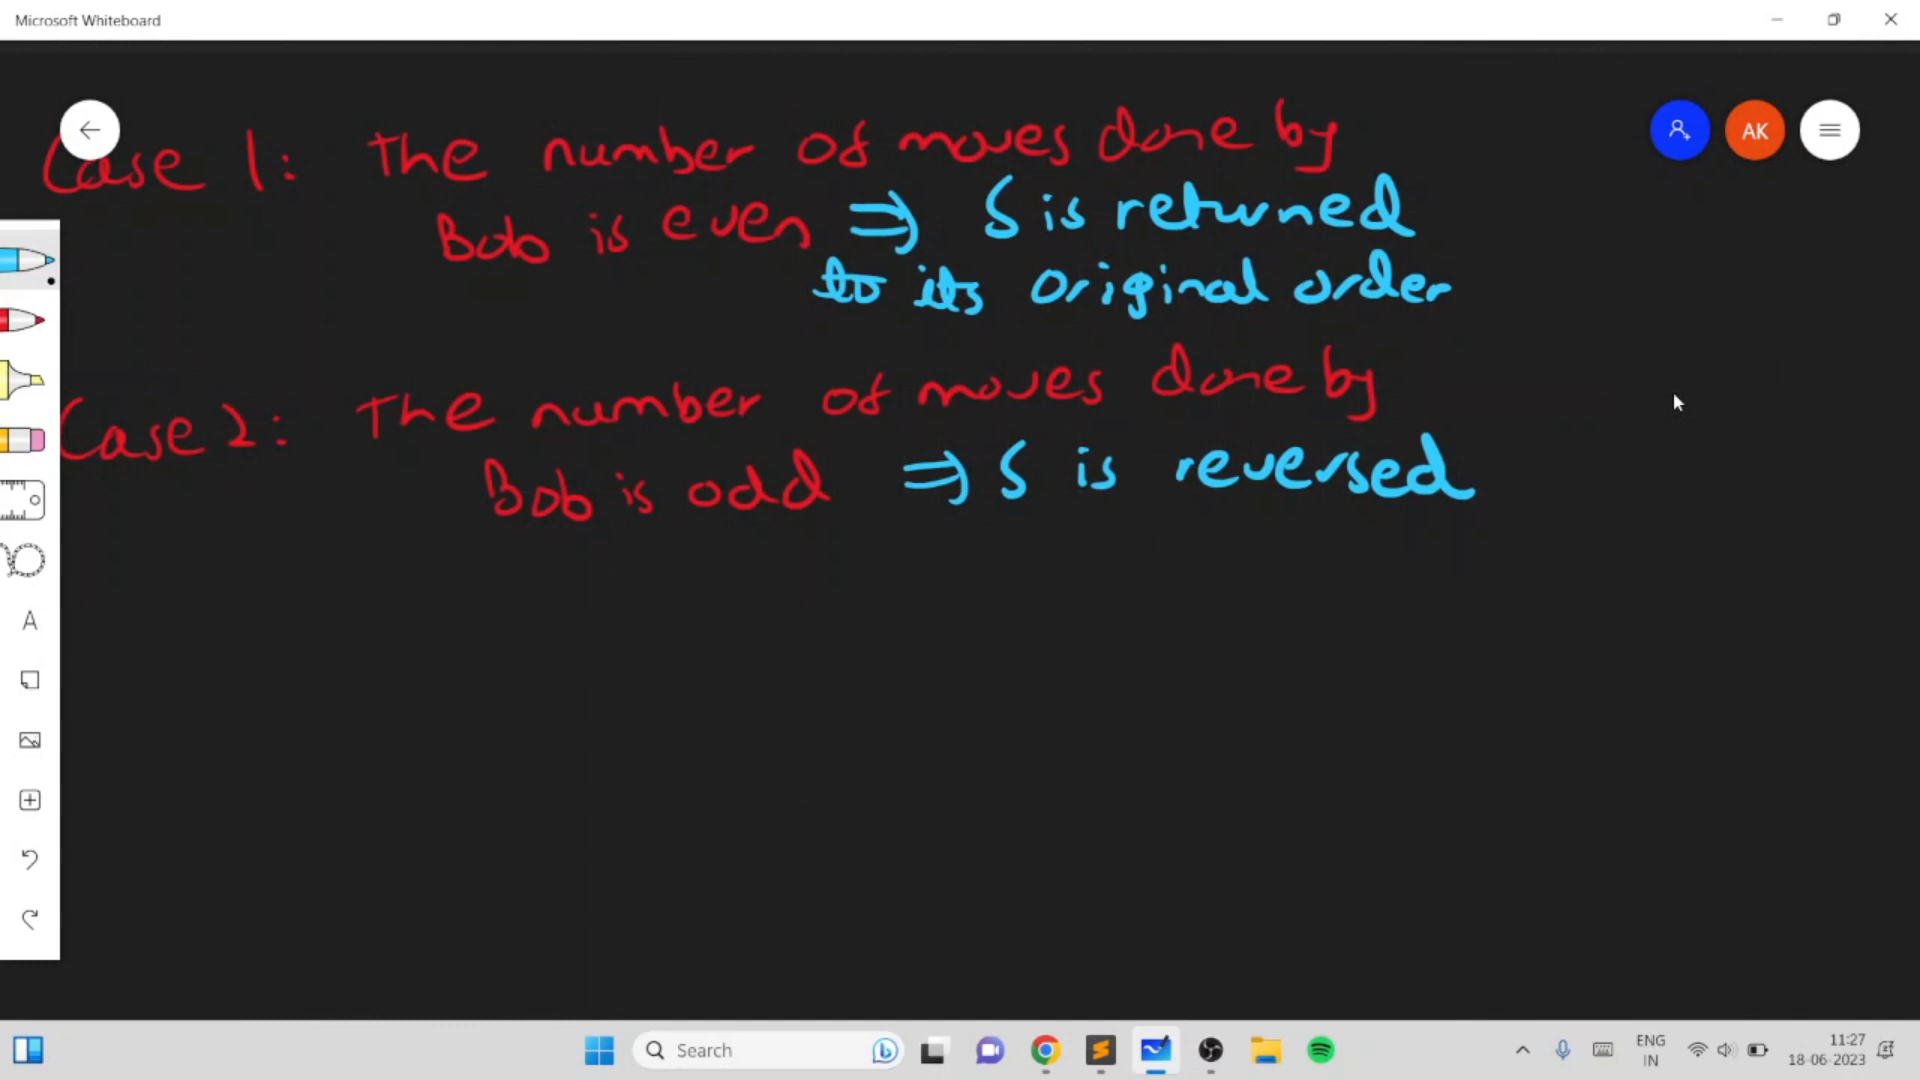 Microsoft Whiteboard
Case 1: The number of moves done by
Bob is even ⇒ S is returned
to its original order
Case 2: The number of moves done by
Bob is odd ⇒ S is reversed
AK
A
Search
ENG
IN
11:27
18-06-2023